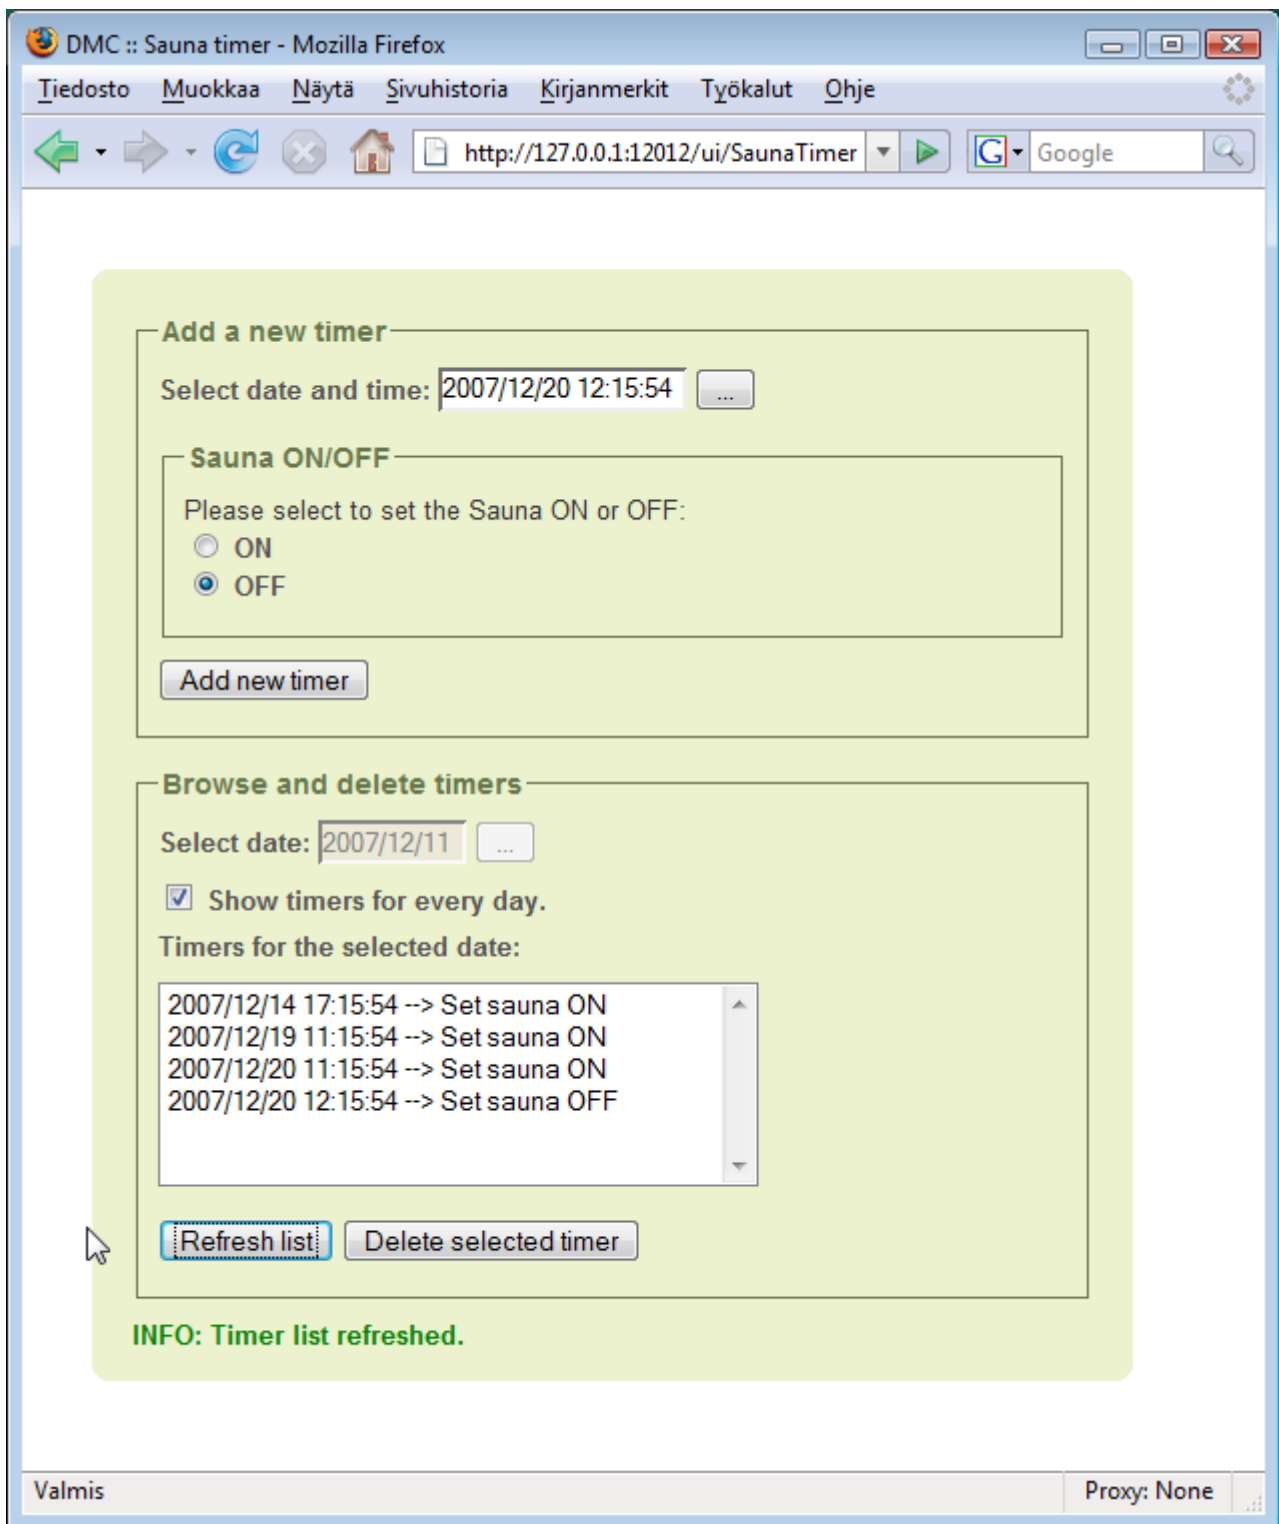 DMC :: Sauna timer - Mozilla Firefox
Tiedosto Muokkaa Näytä Sivuhistoria Kirjanmerkit Työkalut Ohje
http://127.0.0.1:12012/ui/SaunaTimer G Google
Add a new timer
Select date and time: 2007/12/20 12:15:54 ...
Sauna ON/OFF
Please select to set the Sauna ON or OFF:
ON
OFF
Add new timer
Browse and delete timers
Select date: 2007/12/11 ...
Show timers for every day.
Timers for the selected date:
2007/12/14 17:15:54 --> Set sauna ON
2007/12/19 11:15:54 --> Set sauna ON
2007/12/20 11:15:54 --> Set sauna ON
2007/12/20 12:15:54 --> Set sauna OFF
Refresh list Delete selected timer
INFO: Timer list refreshed.
Valmis Proxy: None